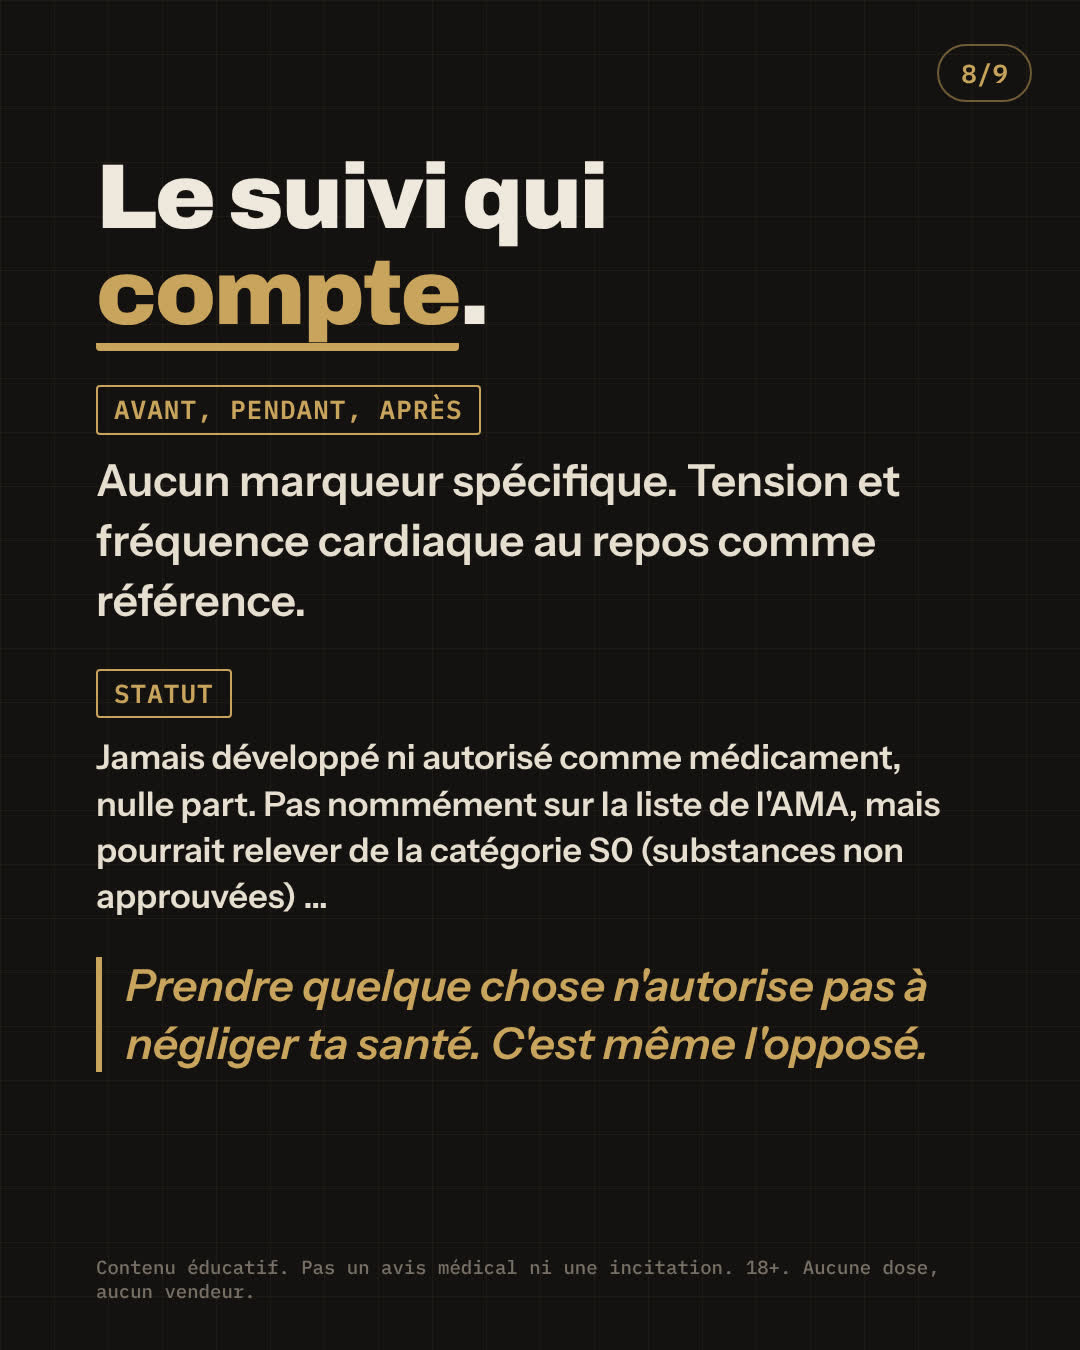 8/9
Le suivi qui
compte.
AVANT, PENDANT, APRÈS
Aucun marqueur spécifique. Tension et
fréquence cardiaque au repos comme
référence.
STATUT
Jamais développé ni autorisé comme médicament,
nulle part. Pas nommément sur la liste de l'AMA, mais
pourrait relever de la catégorie S0 (substances non
approuvées) ...
Prendre quelque chose n'autorise pas à
négliger ta santé. C'est même l'opposé.
Contenu éducatif. Pas un avis médical ni une incitation. 18+. Aucune dose,
aucun vendeur.